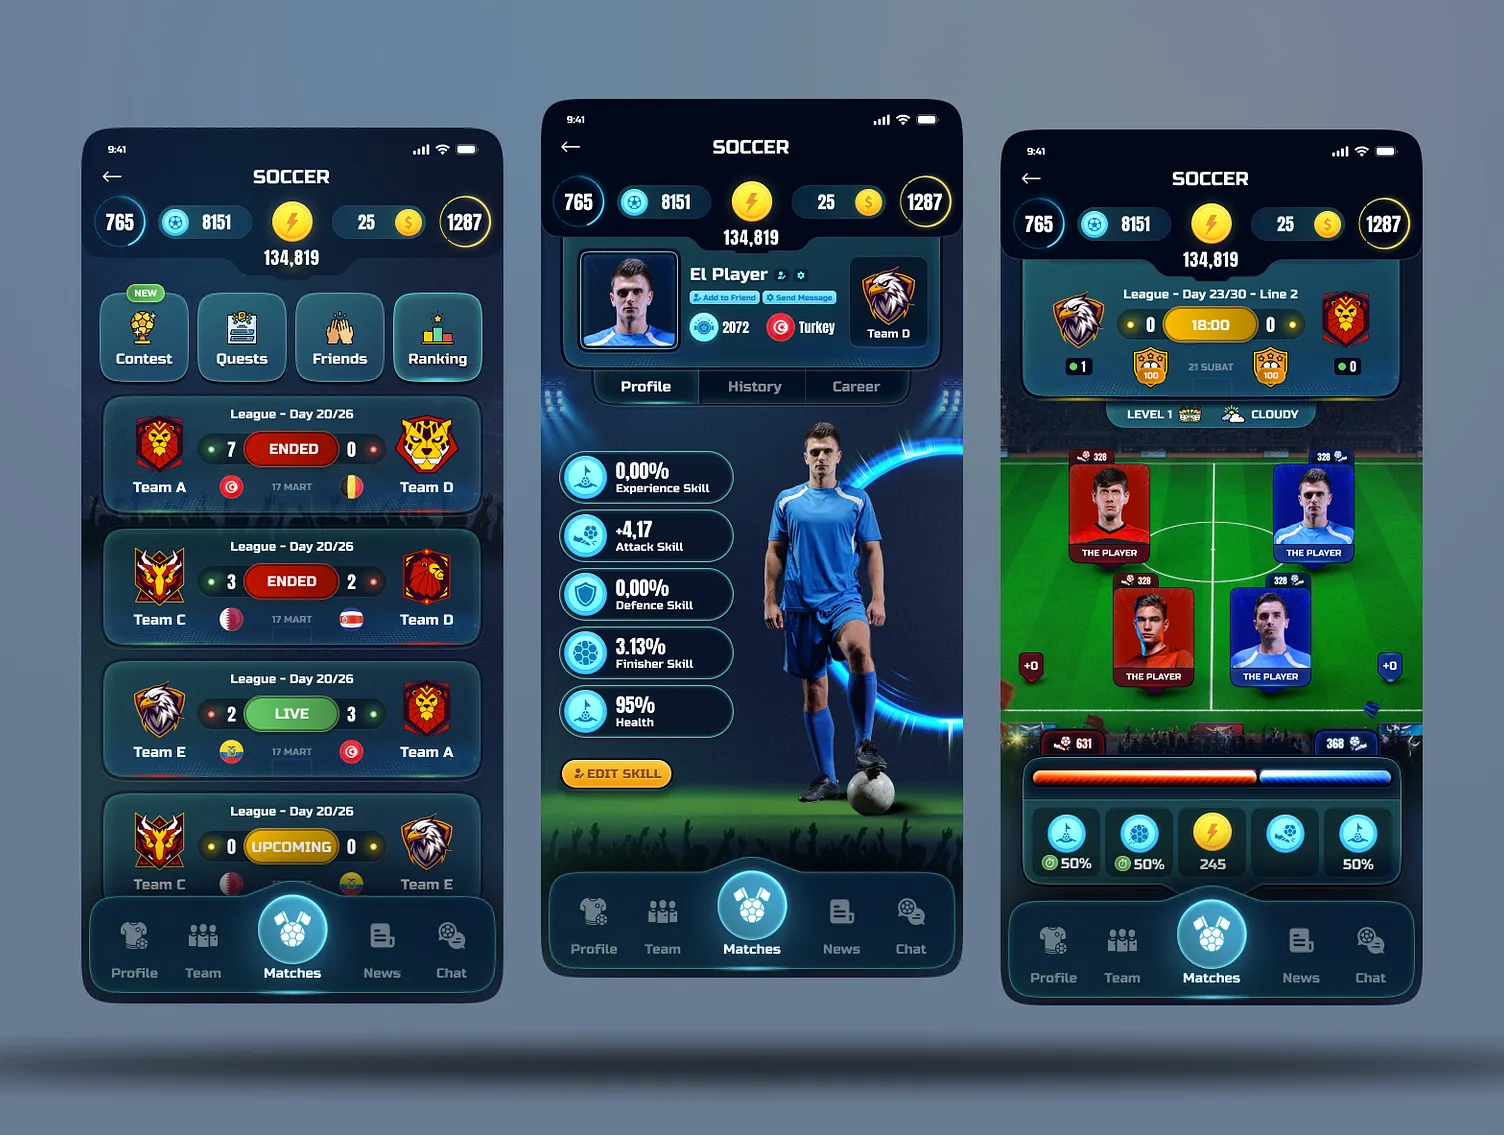 9:41
SOCCER
765
8151
25
1287
134,819
NEW
Contest
Quests
Friends
Ranking
League - Day 20/26
7
ENDED
0
Team A
17 MART
Team D
League - Day 20/26
3
ENDED
2
Team C
17 MART
Team D
League - Day 20/26
2
LIVE
3
Team E
17 MART
Team A
League - Day 20/26
0
UPCOMING
0
Team C
Team E
Profile
Team
Matches
News
Chat
9:41
SOCCER
765
8151
25
1287
134,819
El Player
Add to Friend
Send Message
2072
Turkey
Team D
Profile
History
Career
0,00%
Experience Skill
+4,17
Attack Skill
0,00%
Defence Skill
3.13%
Finisher Skill
95%
Health
EDIT SKILL
Profile
Team
Matches
News
Chat
9:41
SOCCER
765
8151
25
1287
134,819
League - Day 23/30 - Line 2
0
18:00
0
1
100
21 SUBAT
100
0
LEVEL 1
CLOUDY
328
THE PLAYER
328
THE PLAYER
328
THE PLAYER
328
THE PLAYER
+0
+0
631
368
50%
50%
245
50%
Profile
Team
Matches
News
Chat